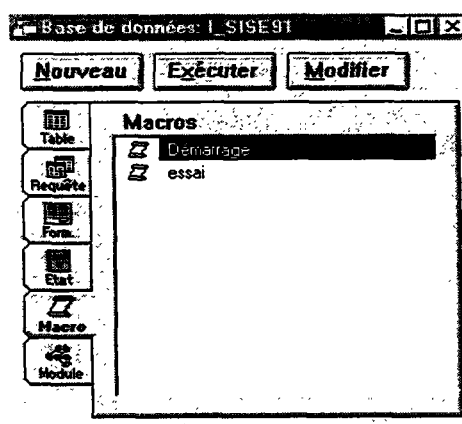 Base de données: I_SISE91
Nouveau Exécuter Modifier
Table
Requête
Form.
Etat
Macro
Module
Macros
Démarrage
essai